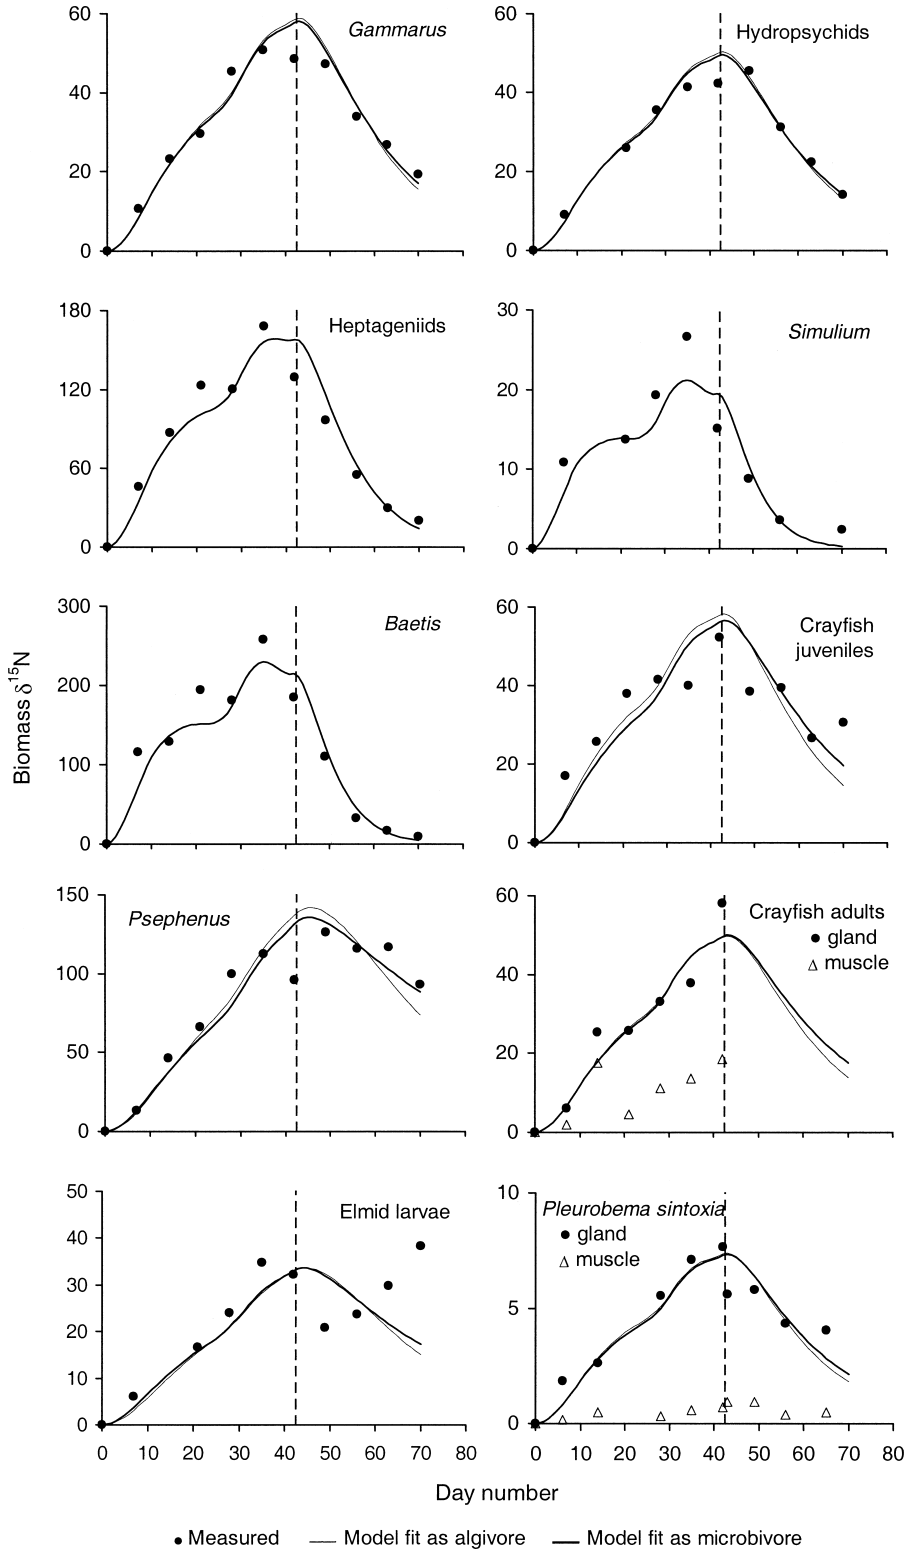 60
40
20
0
Gammarus
60
40
20
0
Hydropsychids
180
120
60
0
Heptageniids
30
20
10
0
Simulium
Biomass δ¹⁵N
300
200
100
0
Baetis
60
40
20
0
Crayfish
juveniles
150
100
50
0
Psephenus
60
40
20
0
Crayfish adults
gland
muscle
50
40
30
20
10
0
Elmid larvae
0 10 20 30 40 50 60 70 80
10
5
0
Pleurobema sintoxia
gland
muscle
0 10 20 30 40 50 60 70 80
Day number
Measured Model fit as algivore Model fit as microbivore